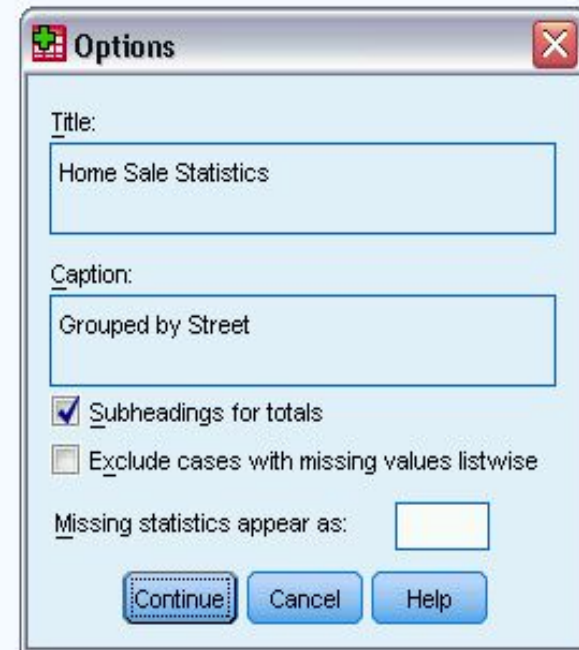 Options
Title:
Home Sale Statistics
Caption:
Grouped by Street
Subheadings for totals
Exclude cases with missing values listwise
Missing statistics appear as:
Continue Cancel Help